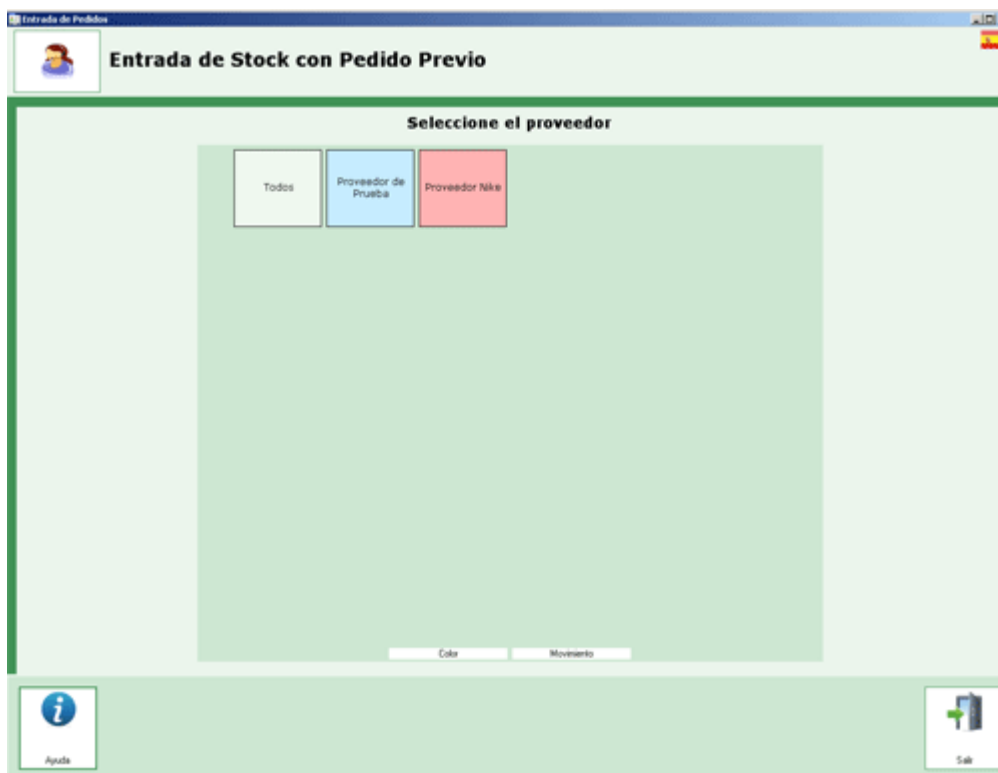 Entrada de Pedidos
Entrada de Stock con Pedido Previo
Seleccione el proveedor
Todos
Proveedor de
Prueba
Proveedor Nike
Color
Movimiento
Ayuda
Salir